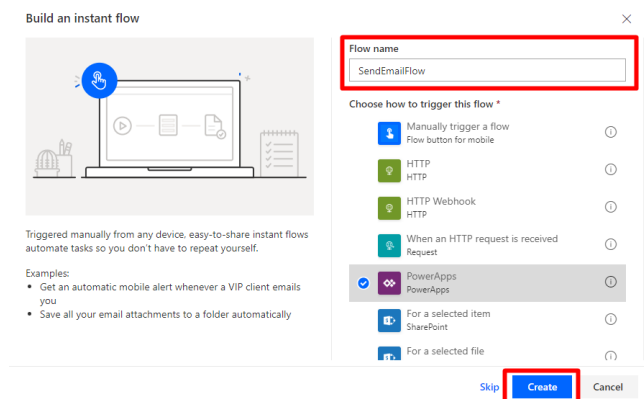 Build an instant flow
Flow name
SendEmailFlow
Choose how to trigger this flow *
Manually trigger a flow
Flow button for mobile
HTTP
HTTP
HTTP Webhook
HTTP
When an HTTP request is received
Request
PowerApps
PowerApps
For a selected item
SharePoint
For a selected file
Triggered manually from any device, easy-to-share instant flows
automate tasks so you don't have to repeat yourself.
Examples:
• Get an automatic mobile alert whenever a VIP client emails
you
• Save all your email attachments to a folder automatically
Skip
Create
Cancel